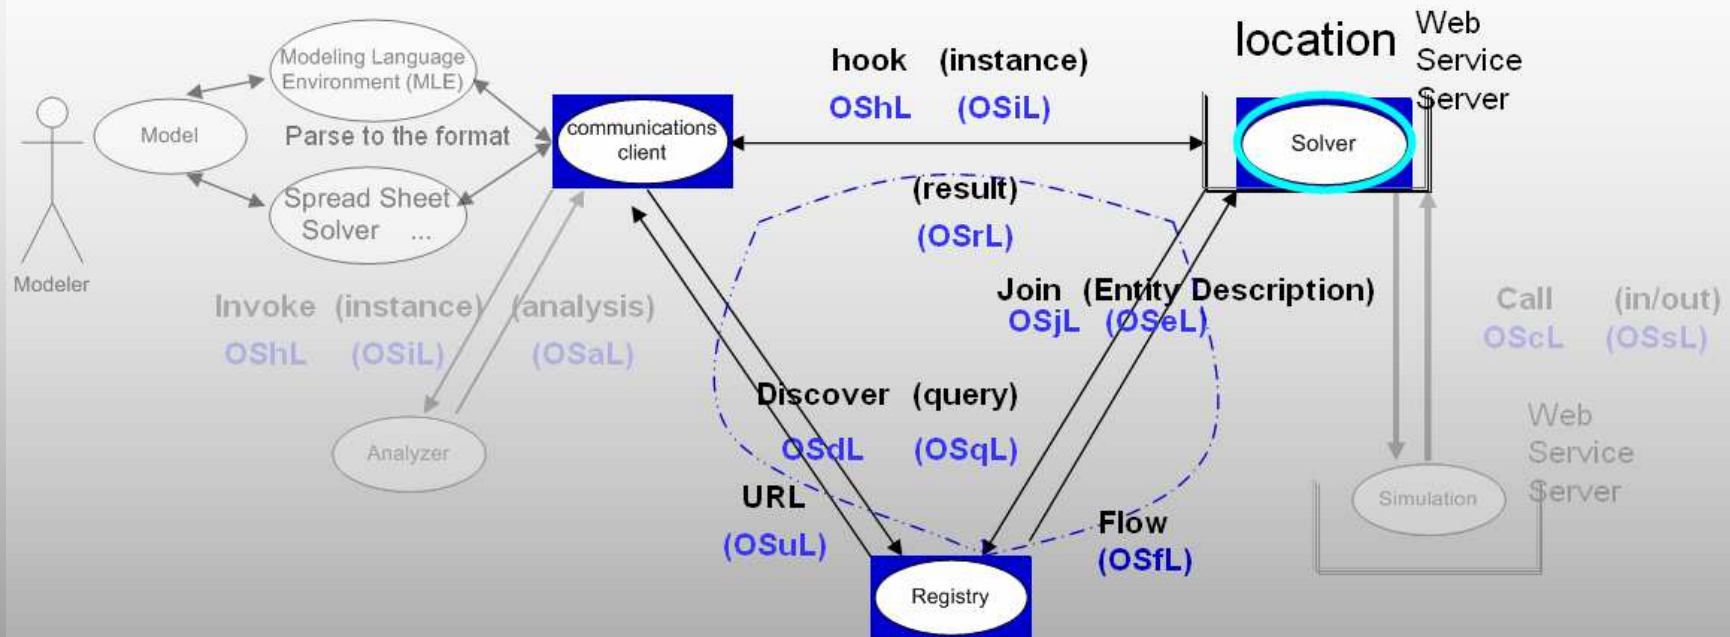 location
Web
Service
Server
hook (instance)
OShL (OSiL)
Modeling Language
Environment (MLE)
Model
Parse to the format
communications
client
Solver
Spread Sheet
Solver ...
(result)
(OSrL)
Modeler
Invoke (instance) (analysis)
OShL (OSiL) (OSaL)
Join (Entity Description)
OSjL (OSeL)
Call (in/out)
OScL (OSsL)
Discover (query)
OSdL (OSqL)
Analyzer
Web
Service
Server
Simulation
URL
(OSuL)
Flow
(OSfL)
Registry